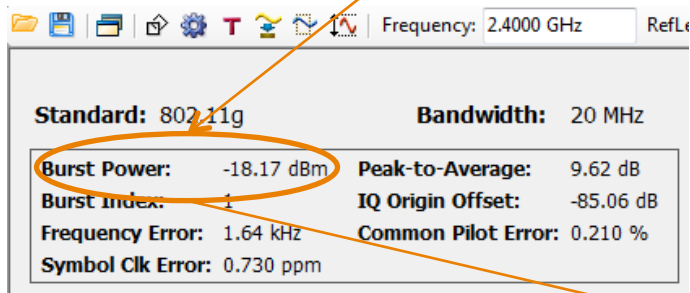 Frequency: 2.4000 GHz RefLe
Standard: 802.11g Bandwidth: 20 MHz
Burst Power: -18.17 dBm Peak-to-Average: 9.62 dB
Burst Index: 1 IQ Origin Offset: -85.06 dB
Frequency Error: 1.64 kHz Common Pilot Error: 0.210 %
Symbol Clk Error: 0.730 ppm